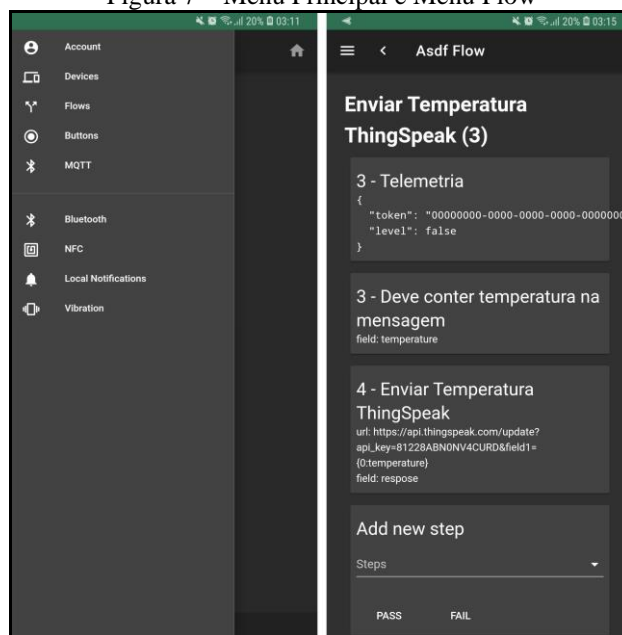 Figura 7 – Menu Principal e Menu Flow
20% 03:11
Account
Devices
Flows
Buttons
MQTT
Bluetooth
NFC
Local Notifications
Vibration
20% 03:15
Asdf Flow
Enviar Temperatura
ThingSpeak (3)
3 - Telemetria
{
"token": "00000000-0000-0000-0000-0000000
"level": false
}
3 - Deve conter temperatura na
mensagem
field: temperature
4 - Enviar Temperatura
ThingSpeak
url: https://api.thingspeak.com/update?
api_key=81228ABN0NV4CURD&field1=
{0:temperature}
field: respose
Add new step
Steps
PASS FAIL